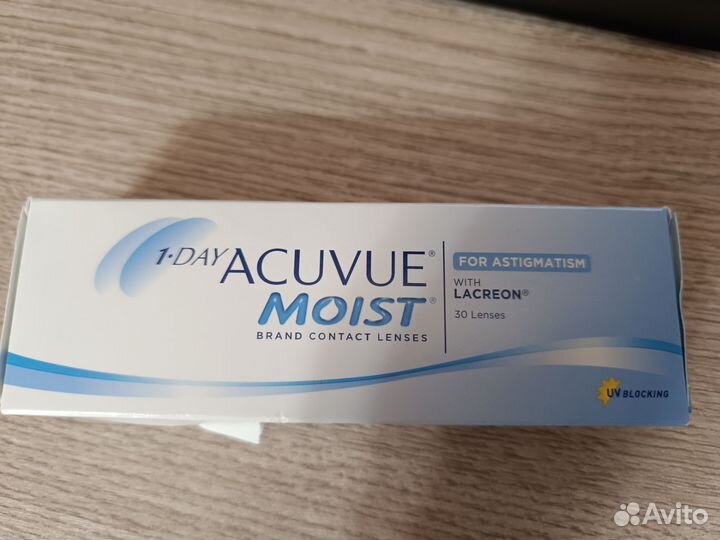 1·DAY ACUVUE®
MOIST®
BRAND CONTACT LENSES
FOR ASTIGMATISM
WITH
LACREON®
30 Lenses
UV BLOCKING
Avito